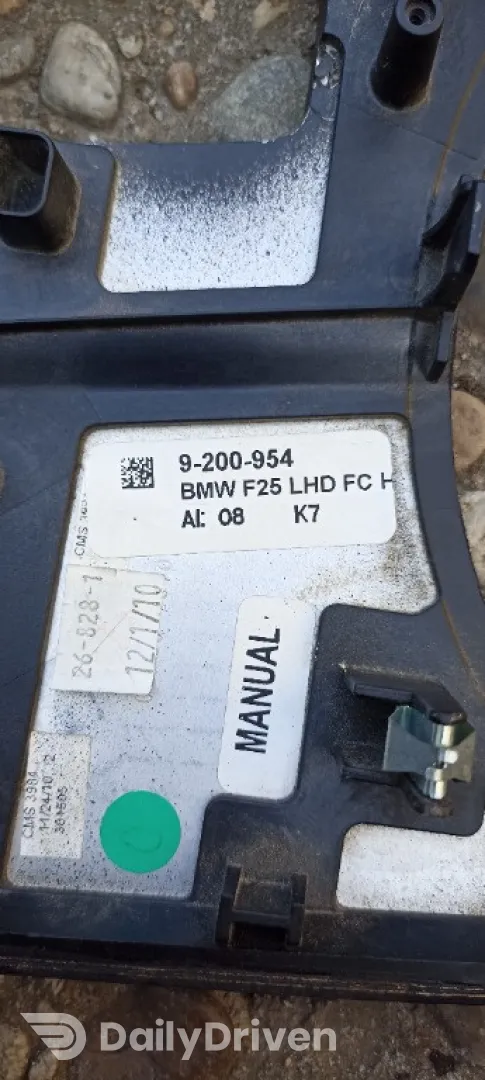 9-200-954
BMW F25 LHD FC H
AI: 08 K7
CMS
26-828-1
12/1/10
MANUAL
CMS 3984
11/24/10
DailyDriven